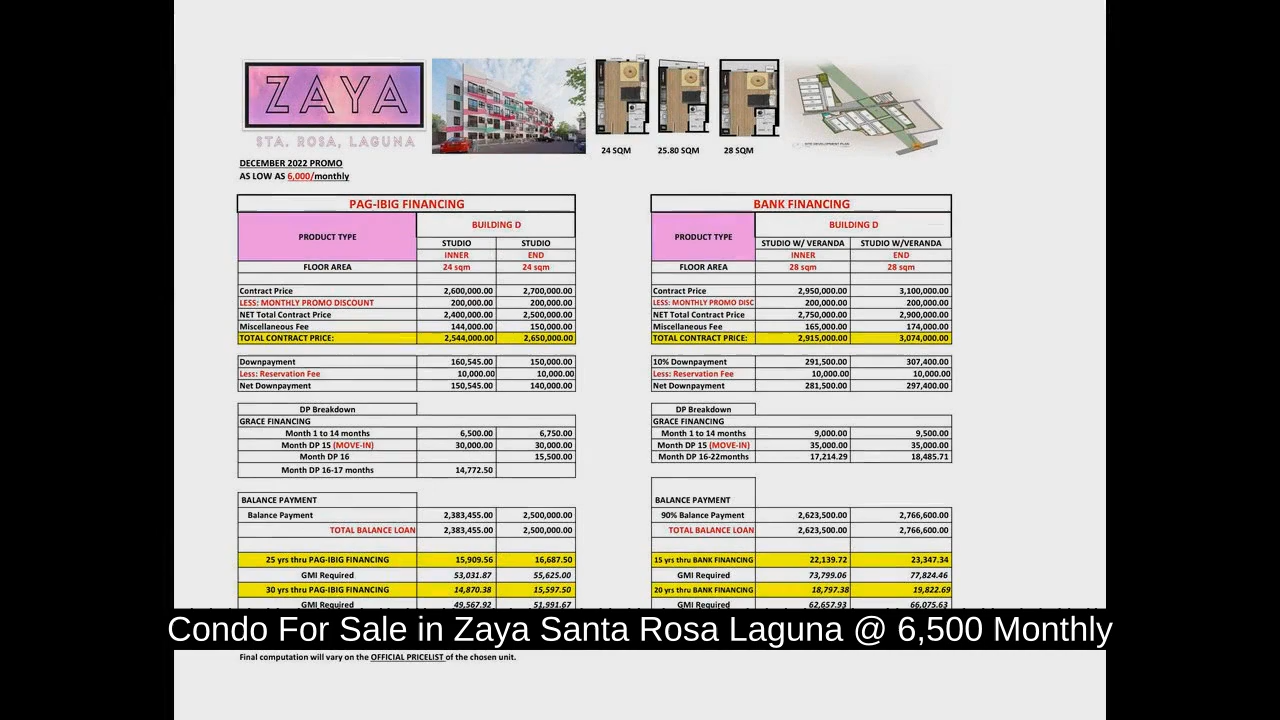 ZAYA
STA. ROSA, LAGUNA
24 SQM 25.80 SQM 28 SQM
DECEMBER 2022 PROMO
AS LOW AS 6,000/monthly
PAG-IBIG FINANCING
PRODUCT TYPE BUILDING D
STUDIO STUDIO
INNER END
FLOOR AREA 24 sqm 24 sqm
Contract Price 2,600,000.00 2,700,000.00
LESS: MONTHLY PROMO DISCOUNT 200,000.00 200,000.00
NET Total Contract Price 2,400,000.00 2,500,000.00
Miscellaneous Fee 144,000.00 150,000.00
TOTAL CONTRACT PRICE: 2,544,000.00 2,650,000.00
Downpayment 160,545.00 150,000.00
Less: Reservation Fee 10,000.00 10,000.00
Net Downpayment 150,545.00 140,000.00
DP Breakdown
GRACE FINANCING
Month 1 to 14 months 6,500.00 6,750.00
Month DP 15 (MOVE-IN) 30,000.00 30,000.00
Month DP 16 15,500.00
Month DP 16-17 months 14,772.50
BALANCE PAYMENT
Balance Payment 2,383,455.00 2,500,000.00
TOTAL BALANCE LOAN 2,383,455.00 2,500,000.00
25 yrs thru PAG-IBIG FINANCING 15,909.56 16,687.50
GMI Required 53,031.87 55,625.00
30 yrs thru PAG-IBIG FINANCING 14,870.38 15,597.50
GMI Required 49,567.92 51,991.67
BANK FINANCING
PRODUCT TYPE BUILDING D
STUDIO W/ VERANDA STUDIO W/VERANDA
INNER END
FLOOR AREA 28 sqm 28 sqm
Contract Price 2,950,000.00 3,100,000.00
LESS: MONTHLY PROMO DISC 200,000.00 200,000.00
NET Total Contract Price 2,750,000.00 2,900,000.00
Miscellaneous Fee 165,000.00 174,000.00
TOTAL CONTRACT PRICE: 2,915,000.00 3,074,000.00
10% Downpayment 291,500.00 307,400.00
Less: Reservation Fee 10,000.00 10,000.00
Net Downpayment 281,500.00 297,400.00
DP Breakdown
GRACE FINANCING
Month 1 to 14 months 9,000.00 9,500.00
Month DP 15 (MOVE-IN) 35,000.00 35,000.00
Month DP 16-22months 17,214.29 18,485.71
BALANCE PAYMENT
90% Balance Payment 2,623,500.00 2,766,600.00
TOTAL BALANCE LOAN 2,623,500.00 2,766,600.00
15 yrs thru BANK FINANCING 22,139.72 23,347.34
GMI Required 73,799.06 77,824.46
20 yrs thru BANK FINANCING 18,797.38 19,822.69
GMI Required 62,657.93 66,075.63
Condo For Sale in Zaya Santa Rosa Laguna @ 6,500 Monthly
Final computation will vary on the OFFICIAL PRICELIST of the chosen unit.